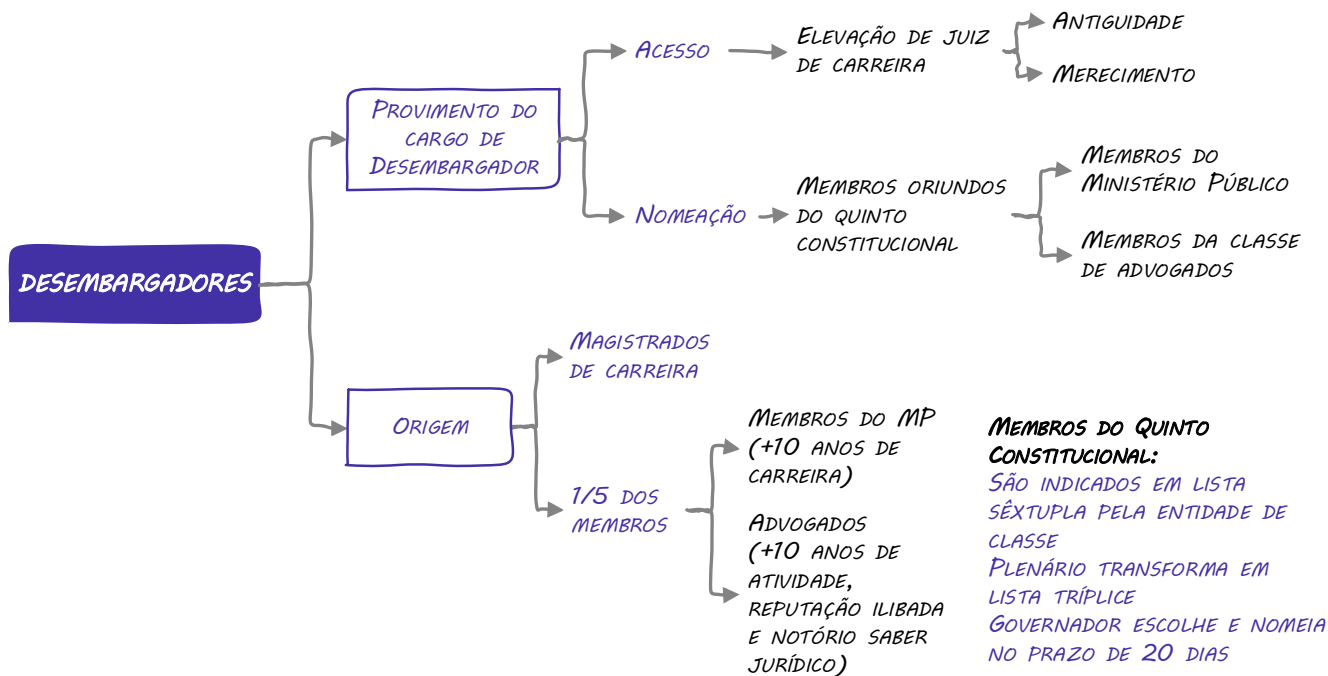 DESEMBARGADORES
PROVIMENTO DO
CARGO DE
DESEMBARGADOR
ACESSO
ELEVAÇÃO DE JUIZ
DE CARREIRA
ANTIGUIDADE
MERECIMENTO
NOMEAÇÃO
MEMBROS ORIUNDOS
DO QUINTO
CONSTITUCIONAL
MEMBROS DO
MINISTÉRIO PÚBLICO
MEMBROS DA CLASSE
DE ADVOGADOS
ORIGEM
MAGISTRADOS
DE CARREIRA
1/5 DOS
MEMBROS
MEMBROS DO MP
(+10 ANOS DE
CARREIRA)
ADVOGADOS
(+10 ANOS DE
ATIVIDADE,
REPUTAÇÃO ILIBADA
E NOTÓRIO SABER
JURÍDICO)
MEMBROS DO QUINTO
CONSTITUCIONAL:
SÃO INDICADOS EM LISTA
SÊXTUPLA PELA ENTIDADE DE
CLASSE
PLENÁRIO TRANSFORMA EM
LISTA TRÍPLICE
GOVERNADOR ESCOLHE E NOMEIA
NO PRAZO DE 20 DIAS